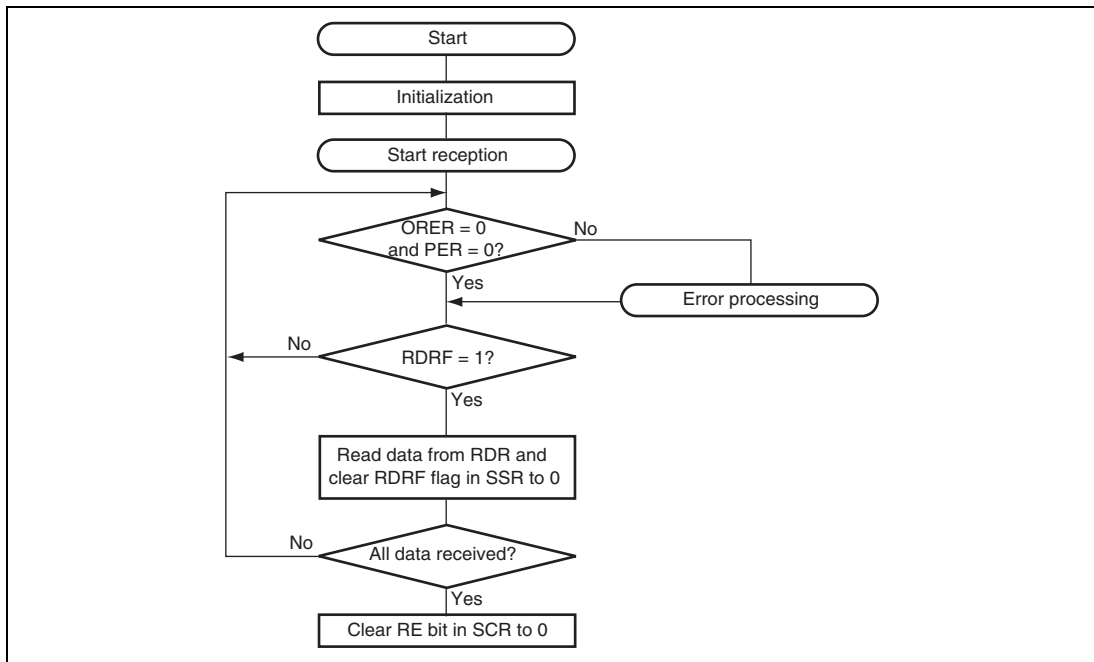 Start
Initialization
Start reception
ORER = 0
and PER = 0?
No
Yes
Error processing
No
RDRF = 1?
Yes
Read data from RDR and
clear RDRF flag in SSR to 0
No
All data received?
Yes
Clear RE bit in SCR to 0